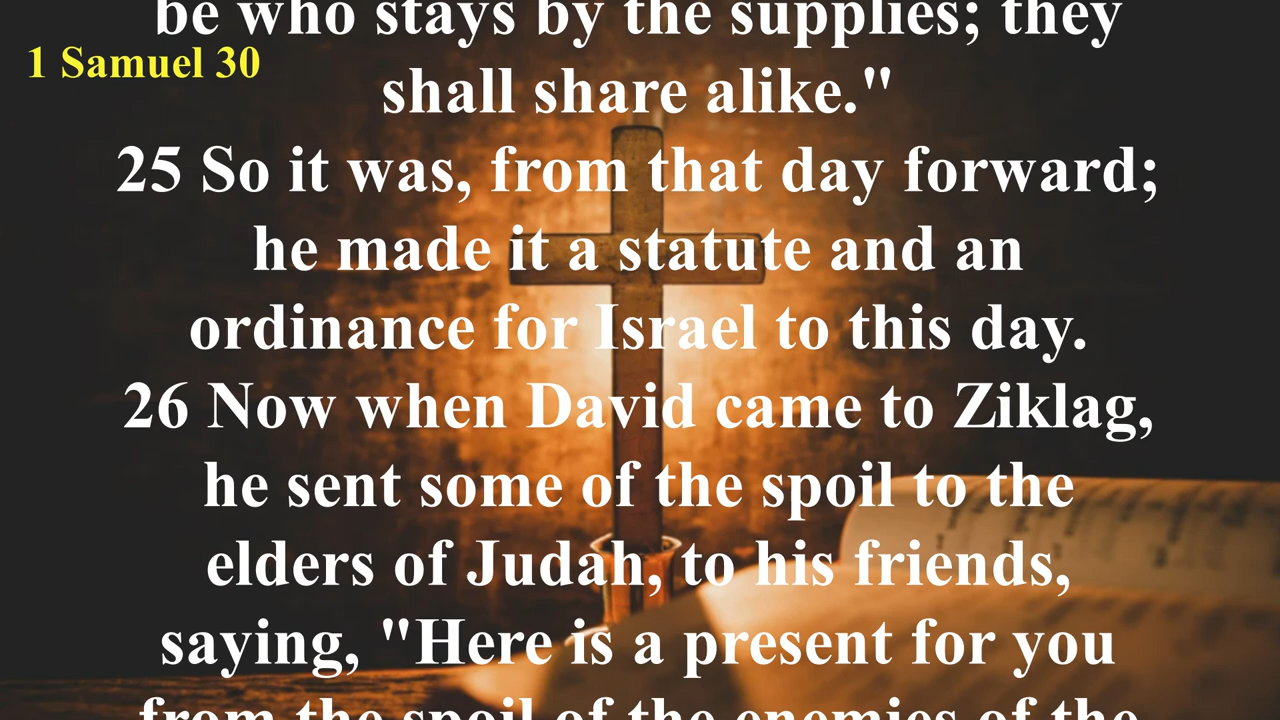 be who stays by the supplies; they
1 Samuel 30
shall share alike."
25 So it was, from that day forward;
he made it a statute and an
ordinance for Israel to this day.
26 Now when David came to Ziklag,
he sent some of the spoil to the
elders of Judah, to his friends,
saying, "Here is a present for you
from the spoil of the enemies of the